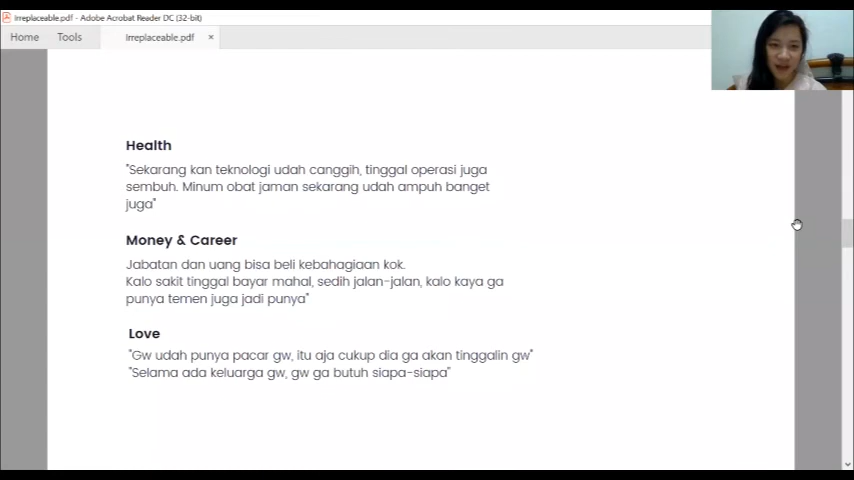 Irreplaceable.pdf - Adobe Acrobat Reader DC (32-bit)
Home Tools Irreplaceable.pdf ×
Health
"Sekarang kan teknologi udah canggih, tinggal operasi juga
sembuh. Minum obat jaman sekarang udah ampuh banget
juga"
Money & Career
Jabatan dan uang bisa beli kebahagiaan kok.
Kalo sakit tinggal bayar mahal, sedih jalan-jalan, kalo kaya ga
punya temen juga jadi punya"
Love
"Gw udah punya pacar gw, itu aja cukup dia ga akan tinggalin gw"
"Selama ada keluarga gw, gw ga butuh siapa-siapa"